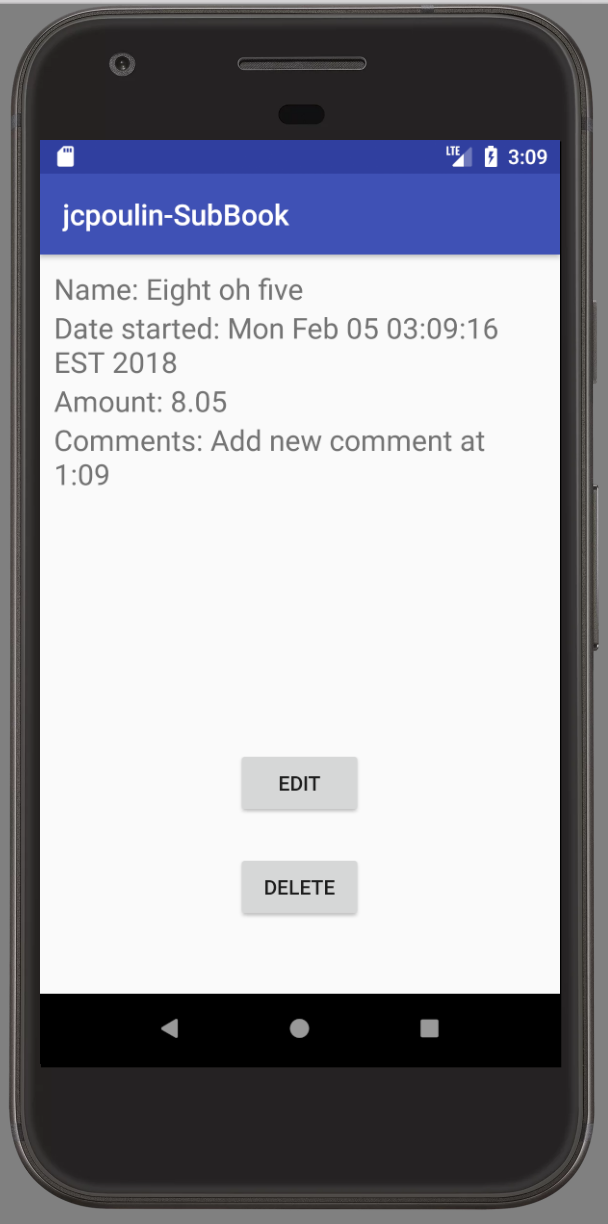 LTE 3:09
jcpoulin-SubBook
Name: Eight oh five
Date started: Mon Feb 05 03:09:16
EST 2018
Amount: 8.05
Comments: Add new comment at
1:09
EDIT
DELETE